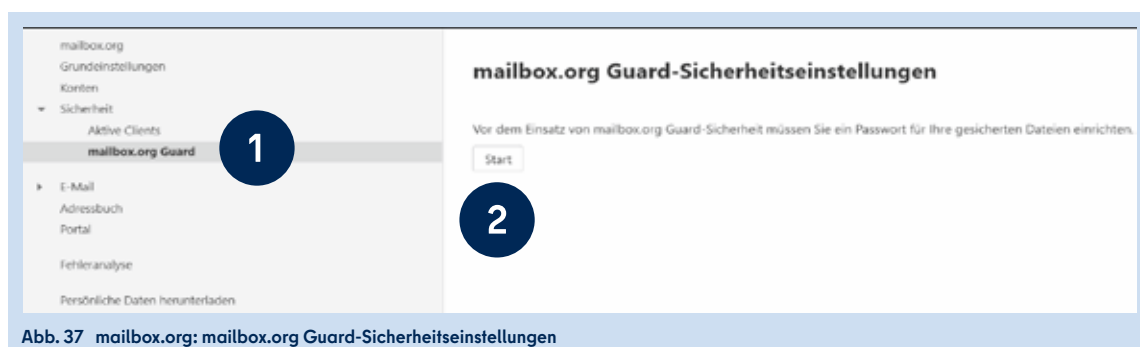 mailbox.org
Grundeinstellungen
Konten
Sicherheit
Aktive Clients
mailbox.org Guard
1
E-Mail
Adressbuch
Portal
Fehleranalyse
Persönliche Daten herunterladen
mailbox.org Guard-Sicherheitseinstellungen
Vor dem Einsatz von mailbox.org Guard-Sicherheit müssen Sie ein Passwort für Ihre gesicherten Dateien einrichten.
Start
2
Abb. 37 mailbox.org: mailbox.org Guard-Sicherheitseinstellungen